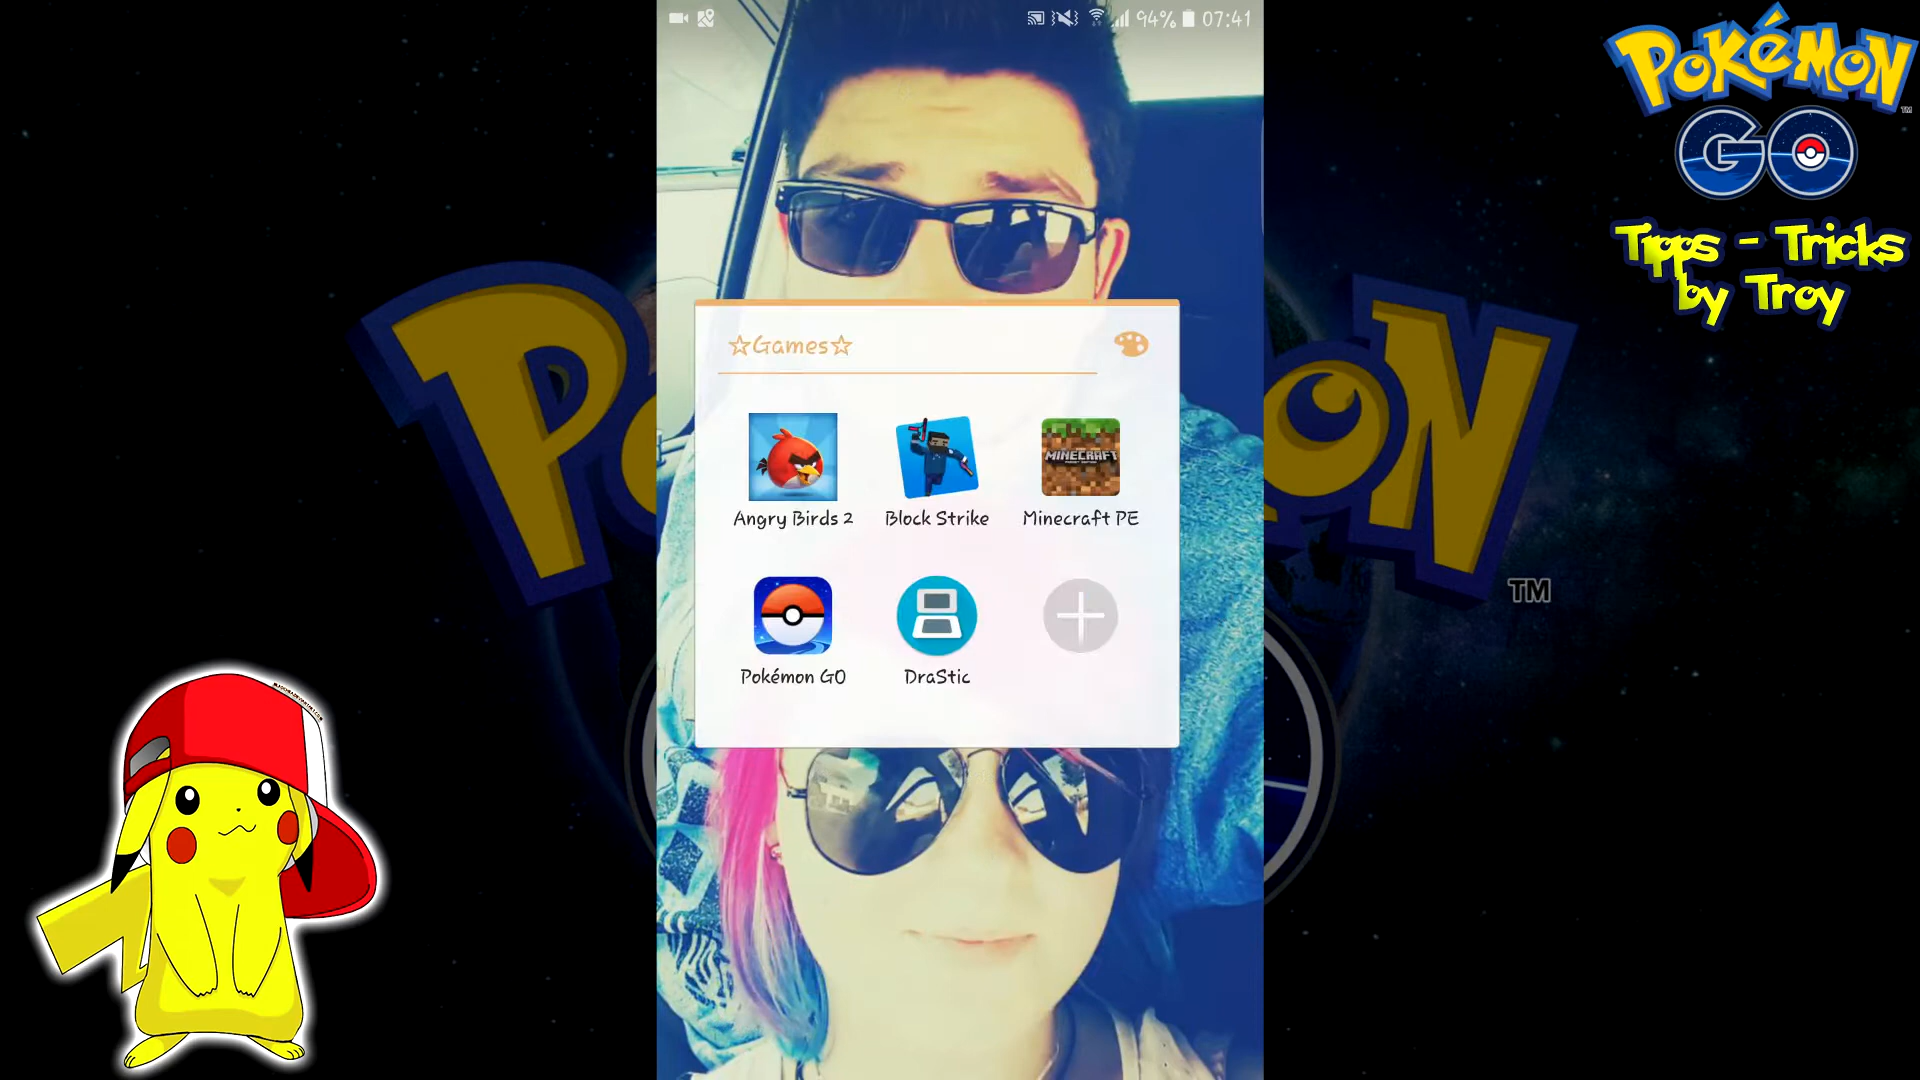 94% 07:41
POKÉMON
TM
GO
Tipps - Tricks
by Troy
☆Games☆
Angry Birds 2
Block Strike
Minecraft PE
MINECRAFT
Pokémon GO
DraStic
TM